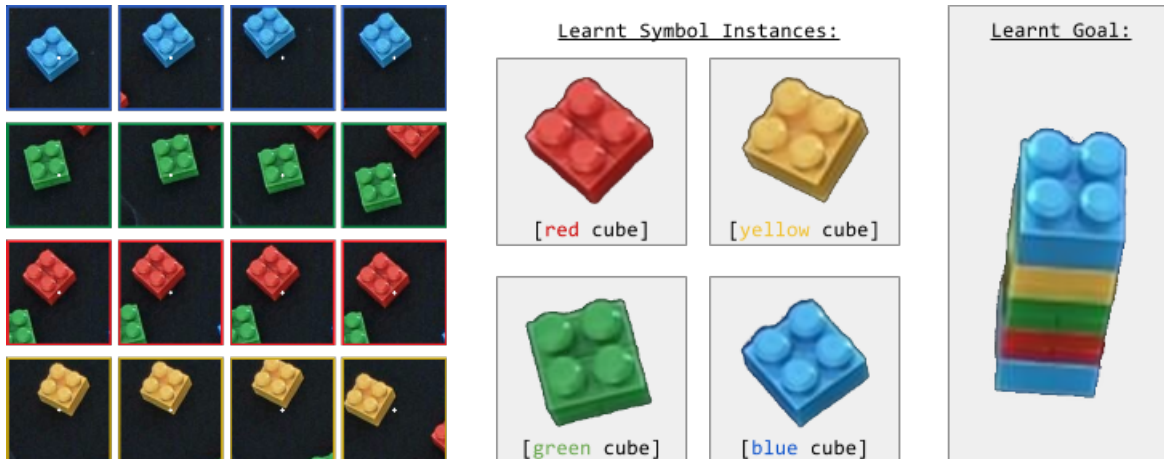 Learnt Symbol Instances:
Learnt Goal:
[red cube]
[yellow cube]
[green cube]
[blue cube]